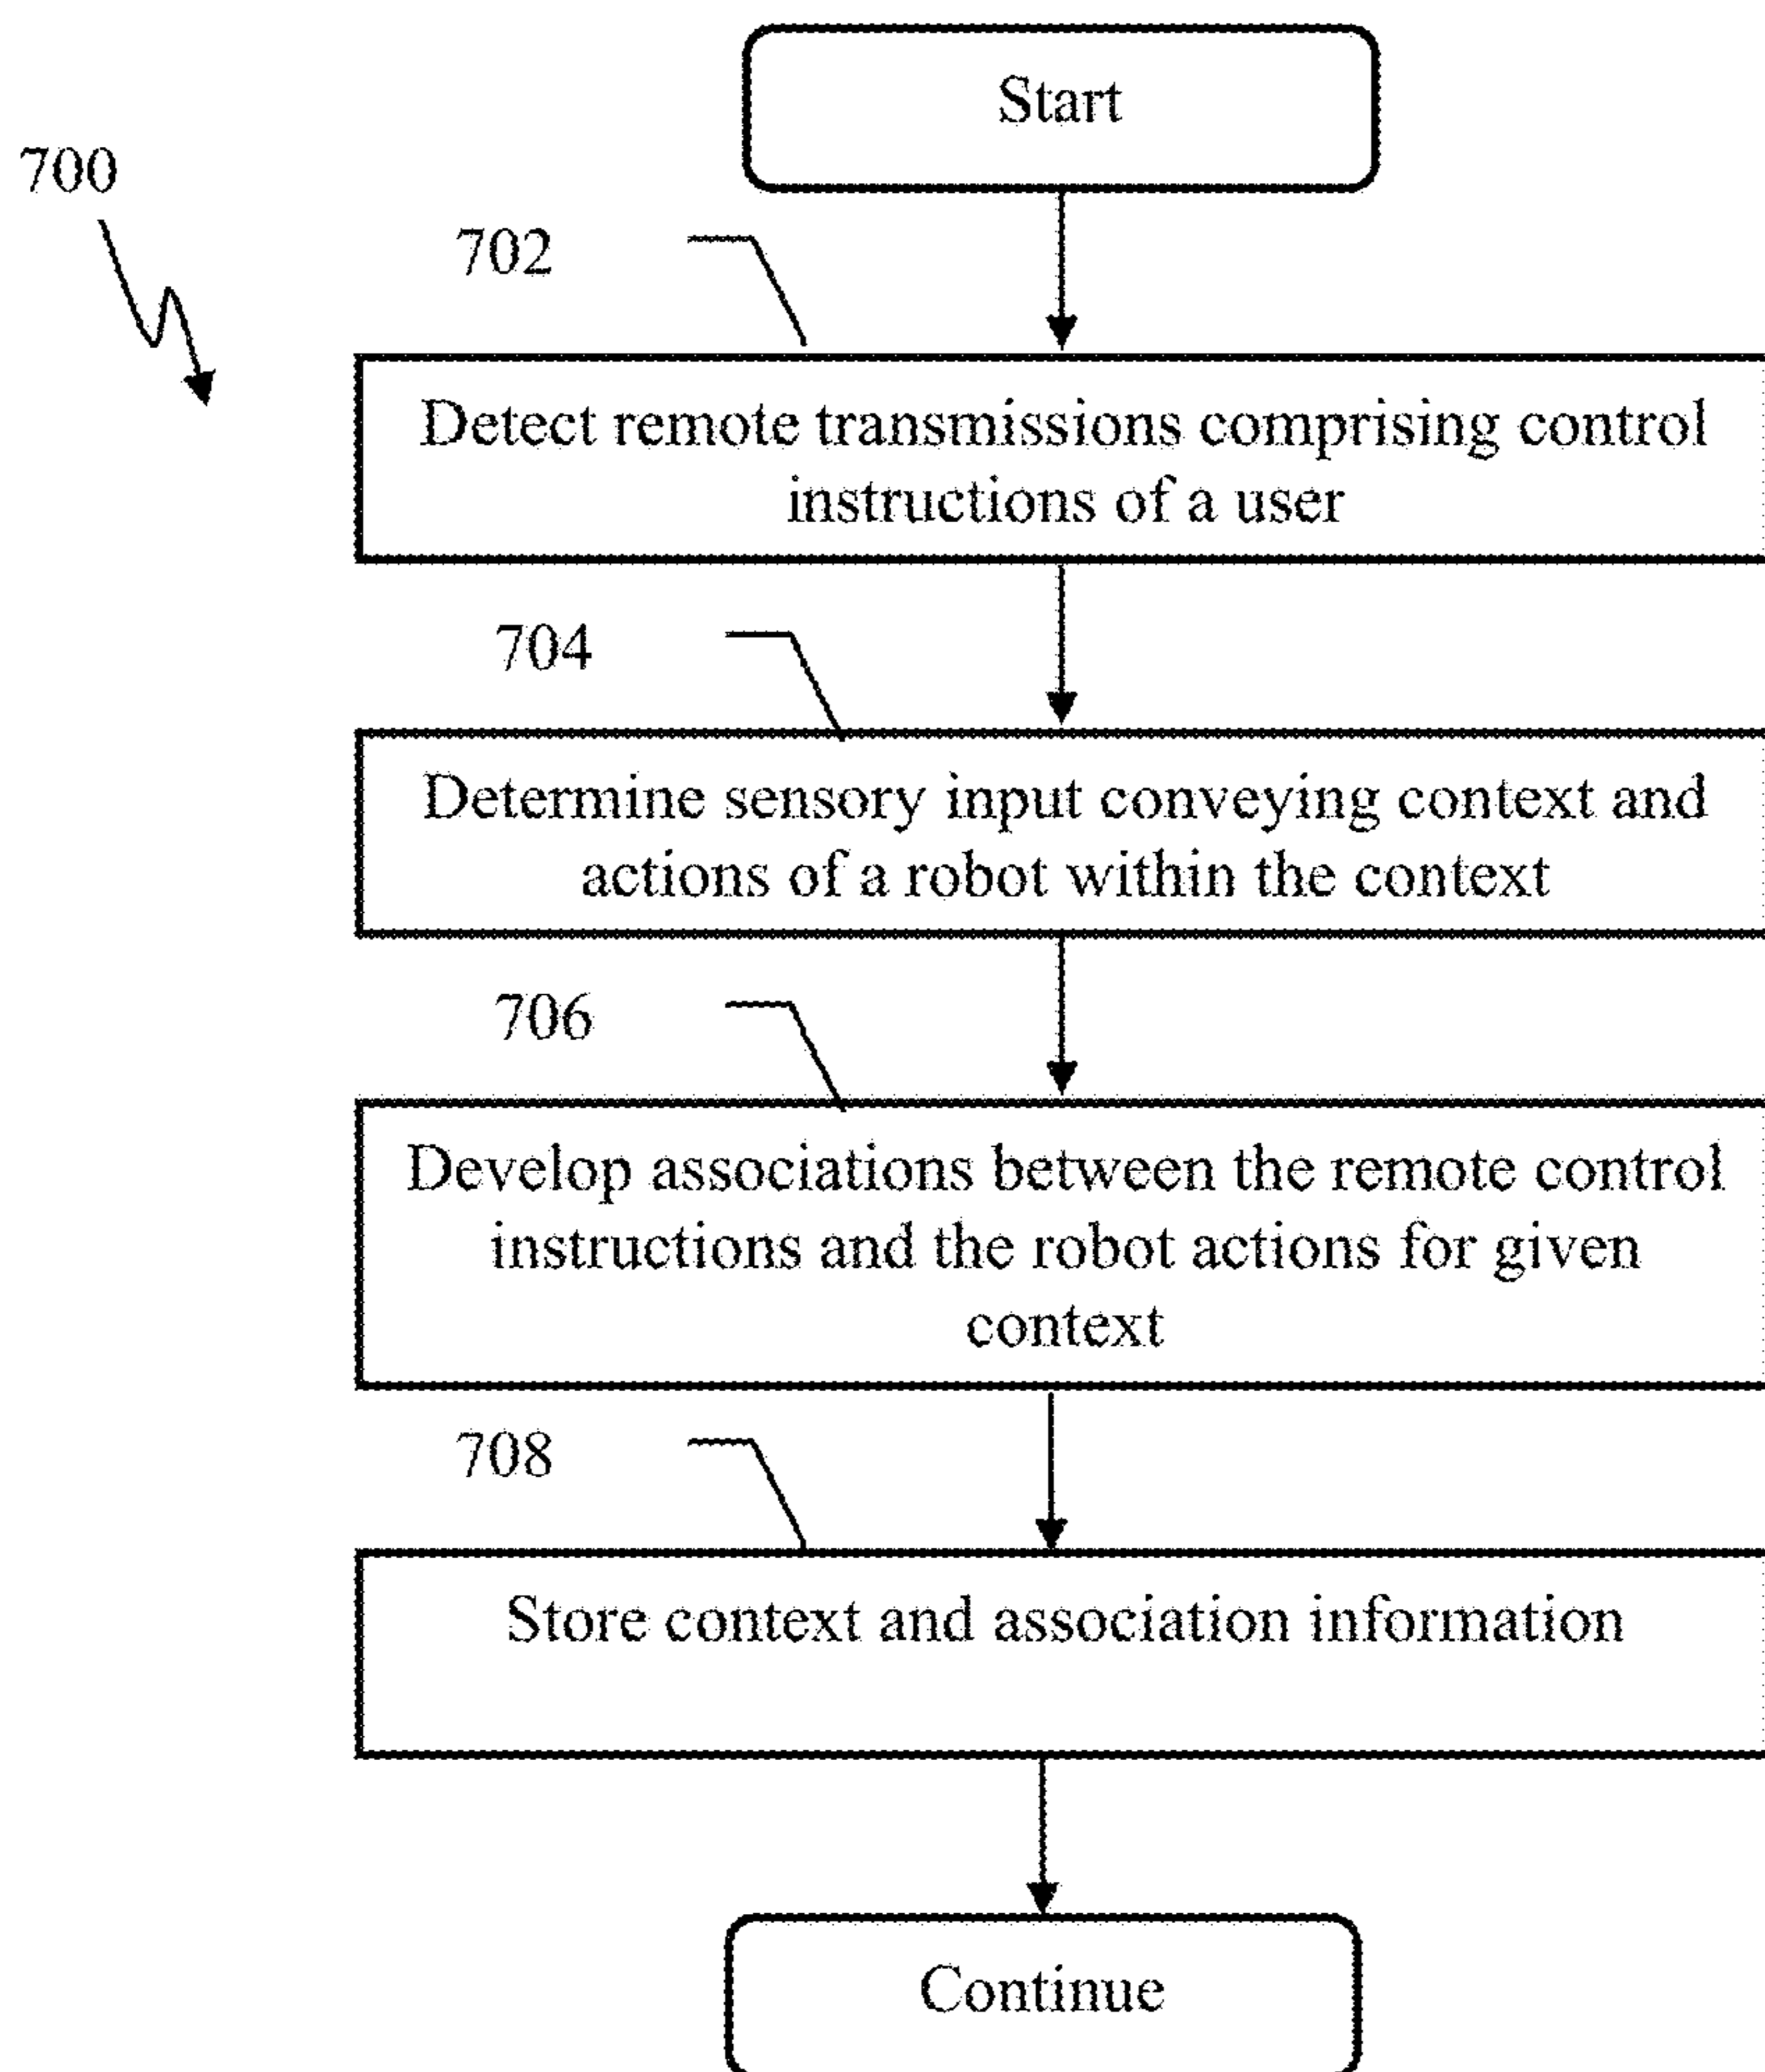 Start
700
702
Detect remote transmissions comprising control
instructions of a user
704
Determine sensory input conveying context and
actions of a robot within the context
706
Develop associations between the remote control
instructions and the robot actions for given
context
708
Store context and association information
Continue